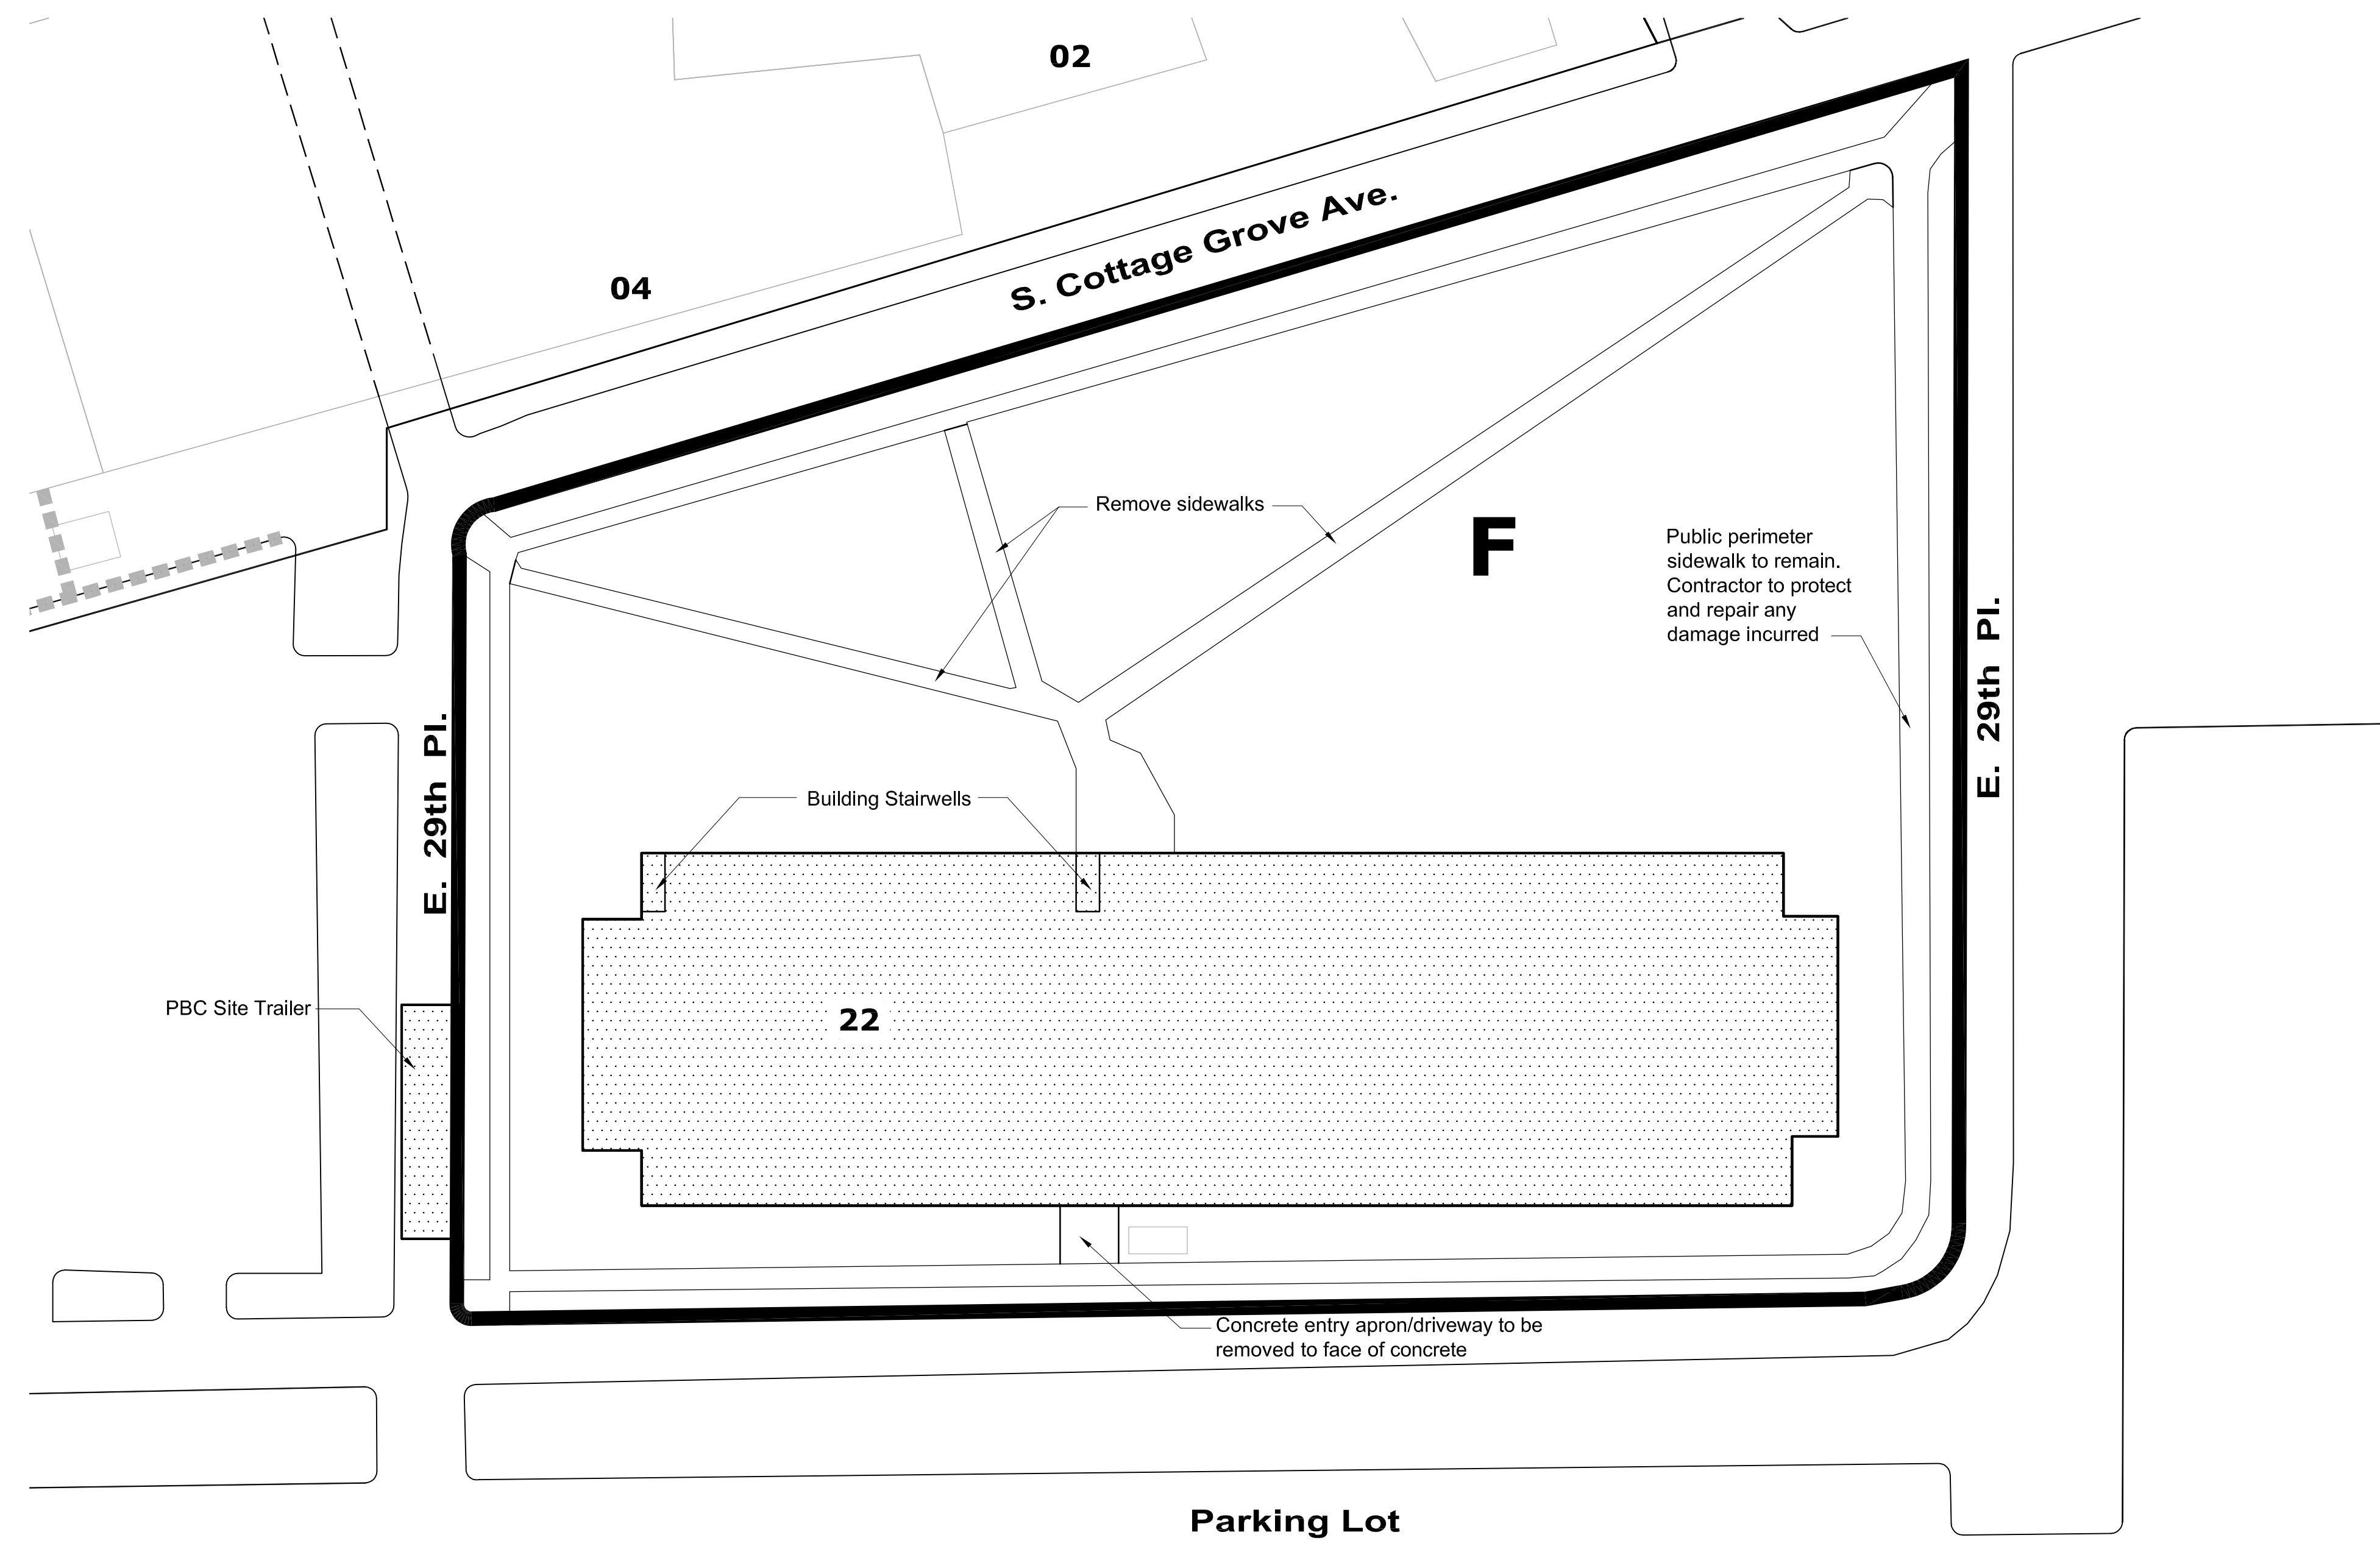 02
04
S. Cottage Grove Ave.
Remove sidewalks
F
Public perimeter
sidewalk to remain.
Contractor to protect
and repair any
damage incurred
E. 29th Pl.
E. 29th Pl.
Building Stairwells
PBC Site Trailer
22
Concrete entry apron/driveway to be
removed to face of concrete
Parking Lot